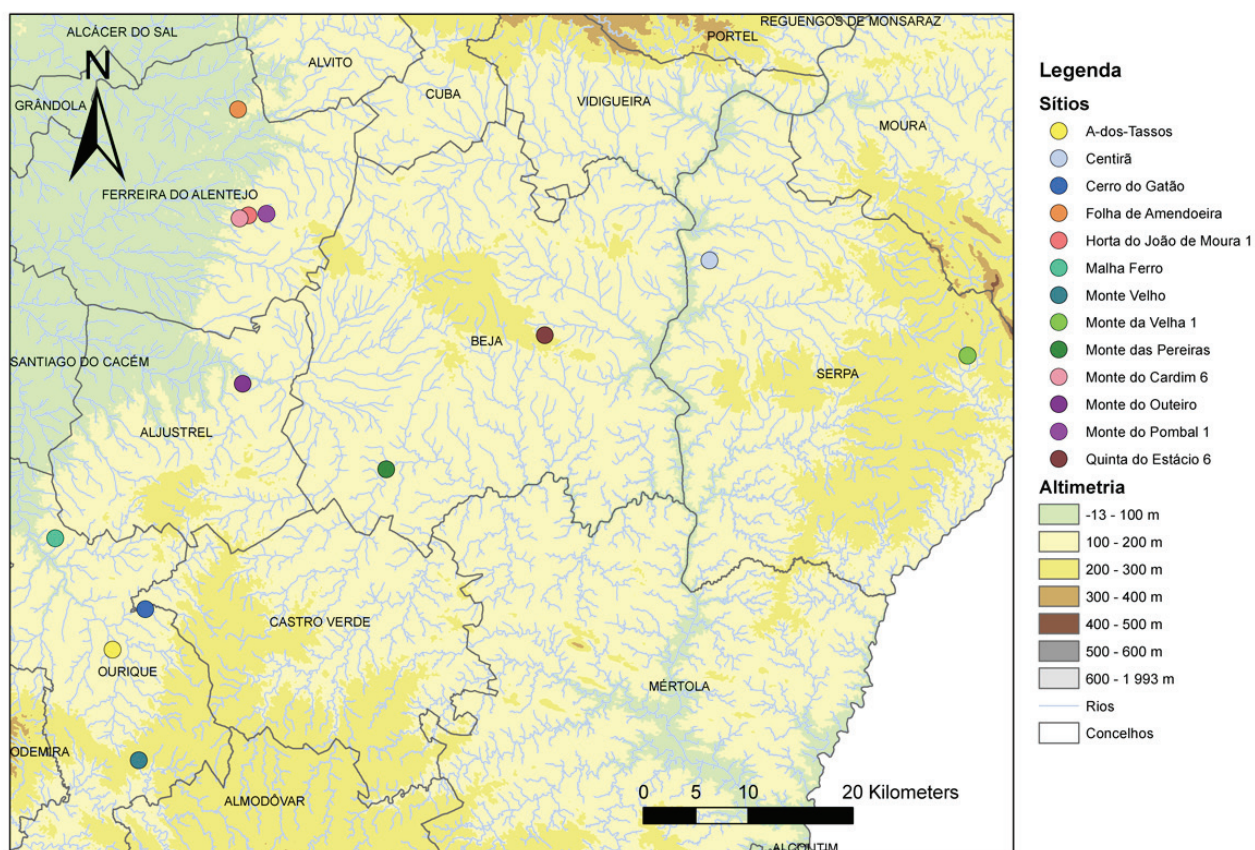 REGUENGOS DE MONSARAZ
ALCÁCER DO SAL
PORTEL
N
ALVITO
CUBA
VIDIGUEIRA
GRÂNDOLA
MOURA
FERREIRA DO ALENTEJO
BEJA
SANTIAGO DO CACÉM
SERPA
ALJUSTREL
CASTRO VERDE
OURIQUE
MÉRTOLA
ODEMIRA
ALMODÔVAR
0 5 10 20 Kilometers
ALCOUTIM
Legenda
Sítios
A-dos-Tassos
Centirã
Cerro do Gatão
Folha de Amendoeira
Horta do João de Moura 1
Malha Ferro
Monte Velho
Monte da Velha 1
Monte das Pereiras
Monte do Cardim 6
Monte do Outeiro
Monte do Pombal 1
Quinta do Estácio 6
Altimetria
-13 - 100 m
100 - 200 m
200 - 300 m
300 - 400 m
400 - 500 m
500 - 600 m
600 - 1 993 m
Rios
Concelhos